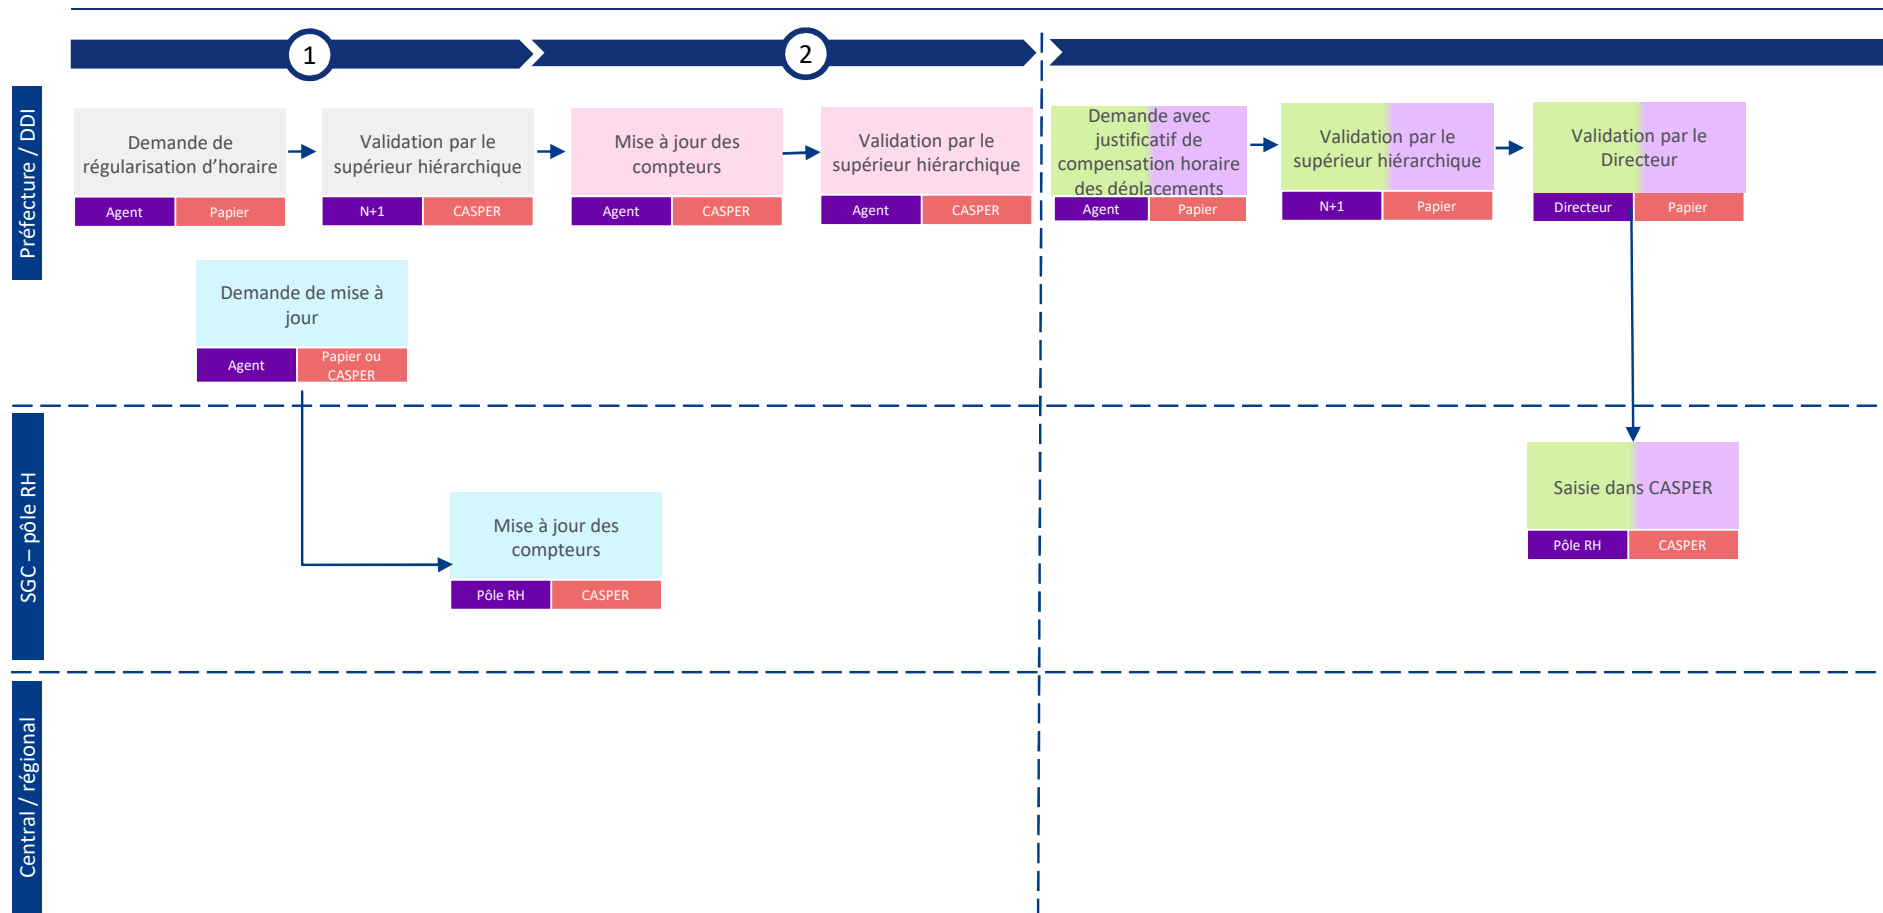 1
2
Préfecture / DDI
Demande de
régularisation d’horaire
Agent
Papier
Validation par le
supérieur hiérarchique
N+1
CASPER
Mise à jour des
compteurs
Agent
CASPER
Validation par le
supérieur hiérarchique
Agent
CASPER
Demande avec
justificatif de
compensation horaire
des déplacements
Agent
Papier
Validation par le
supérieur hiérarchique
N+1
Papier
Validation par le
Directeur
Directeur
Papier
Demande de mise à
jour
Agent
Papier ou
CASPER
SGC – pôle RH
Mise à jour des
compteurs
Pôle RH
CASPER
Saisie dans CASPER
Pôle RH
CASPER
Central / régional